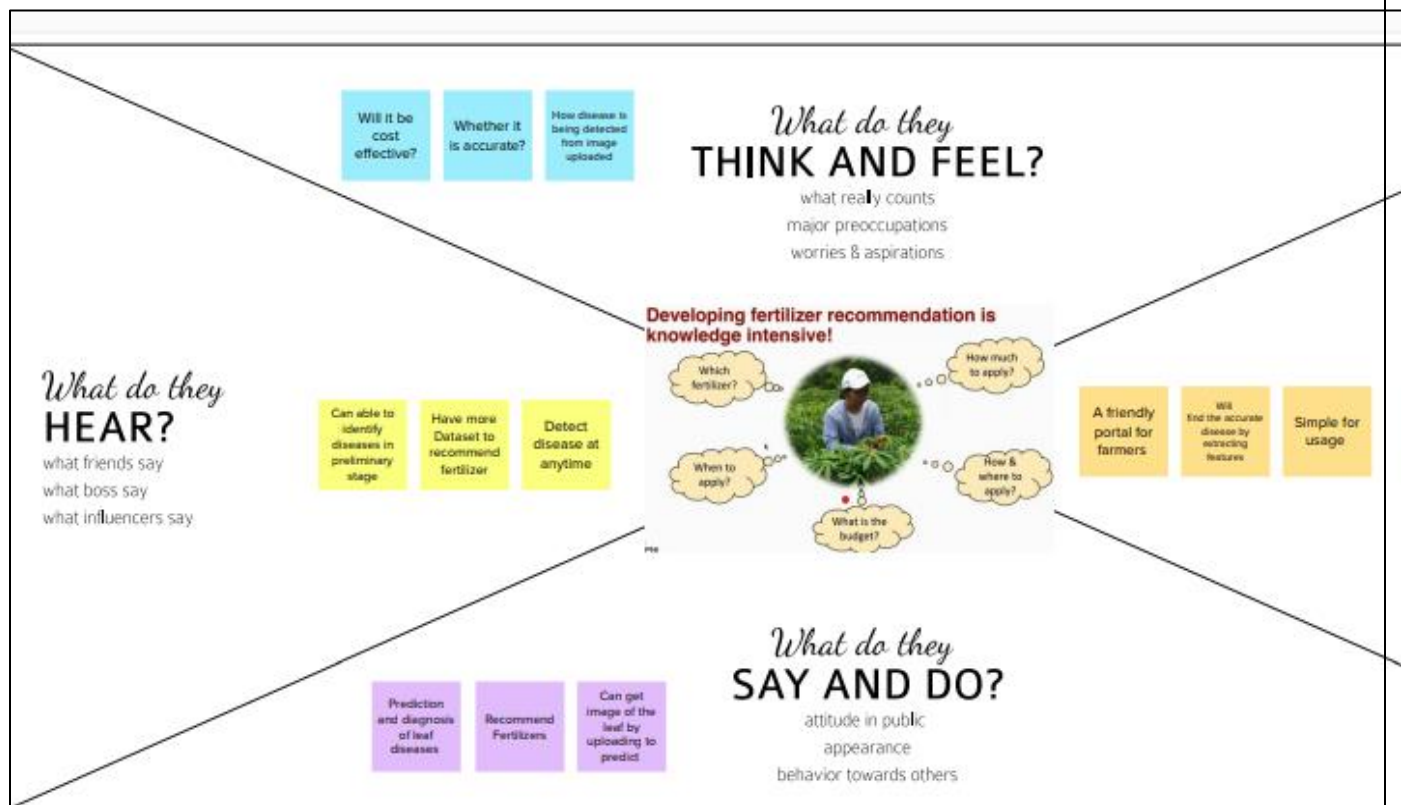 Will it be
cost
effective?
Whether it
is accurate?
How disease is
being detected
from image
uploaded
What do they
THINK AND FEEL?
what really counts
major preoccupations
worries & aspirations
What do they
HEAR?
what friends say
what boss say
what influencers say
Can able to
identify
diseases in
preliminary
stage
Have more
Dataset to
recommend
fertilizer
Detect
disease at
anytime
Developing fertilizer recommendation is
knowledge intensive!
Which
fertilizer?
How much
to apply?
When to
apply?
How &
where to
apply?
What is the
budget?
A friendly
portal for
farmers
Will
find the accurate
disease by
extracting
features
Simple for
usage
What do they
SAY AND DO?
attitude in public
appearance
behavior towards others
Prediction
and diagnosis
of leaf
diseases
Recommend
Fertilizers
Can get
image of the
leaf by
uploading to
predict